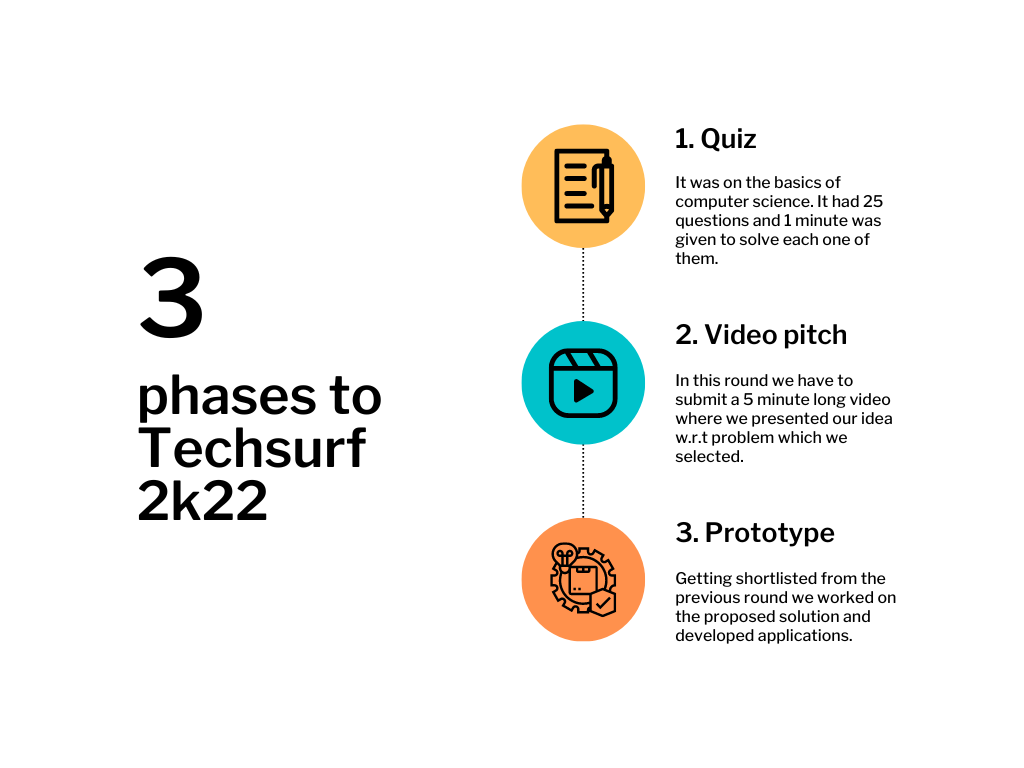 3
phases to
Techsurf
2k22
1. Quiz
It was on the basics of
computer science. It had 25
questions and 1 minute was
given to solve each one of
them.
2. Video pitch
In this round we have to
submit a 5 minute long video
where we presented our idea
w.r.t problem which we
selected.
3. Prototype
Getting shortlisted from the
previous round we worked on
the proposed solution and
developed applications.